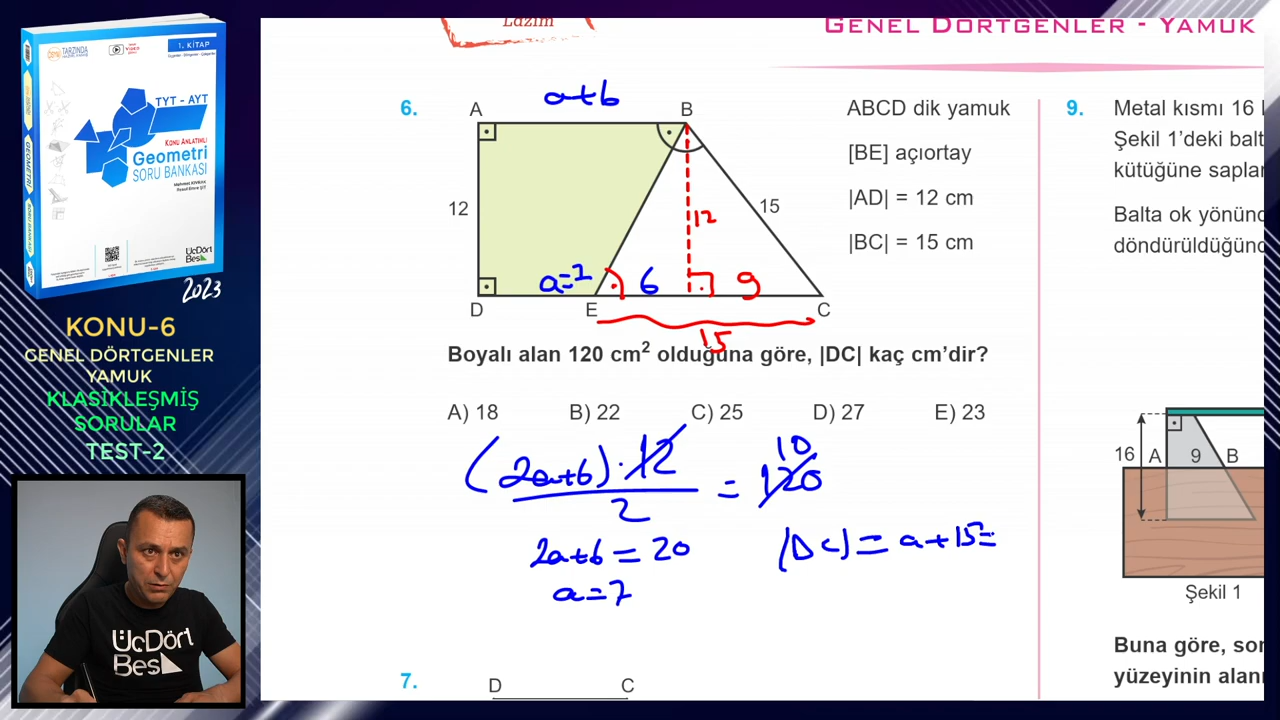 Lazım
GENEL DÖRTGENLER - YAMUK
TARZINDA
1. KİTAP
TYT - AYT
KONU ANLATIMLI
Geometri
SORU BANKASI
ÜçDört
Beş
2023
KONU-6
GENEL DÖRTGENLER
YAMUK
KLASİKLEŞMİŞ
SORULAR
TEST-2
ÜçDört
Beş
6.
a+b
A
B
12
15
12
a=7
6
9
D
E
C
15
ABCD dik yamuk
[BE] açıortay
|AD| = 12 cm
|BC| = 15 cm
Boyalı alan 120 cm² olduğuna göre, |DC| kaç cm'dir?
A) 18 B) 22 C) 25 D) 27 E) 23
(2a+b).12 / 2 = 120
10
2a+6 = 20
a=7
|DC| = a+15=
7.
D
C
9.
Metal kısmı 16
Şekil 1'deki balt
kütüğüne sapla
Balta ok yönünd
döndürüldüğünd
16
A
9
B
Şekil 1
Buna göre, son
yüzeyinin alanı